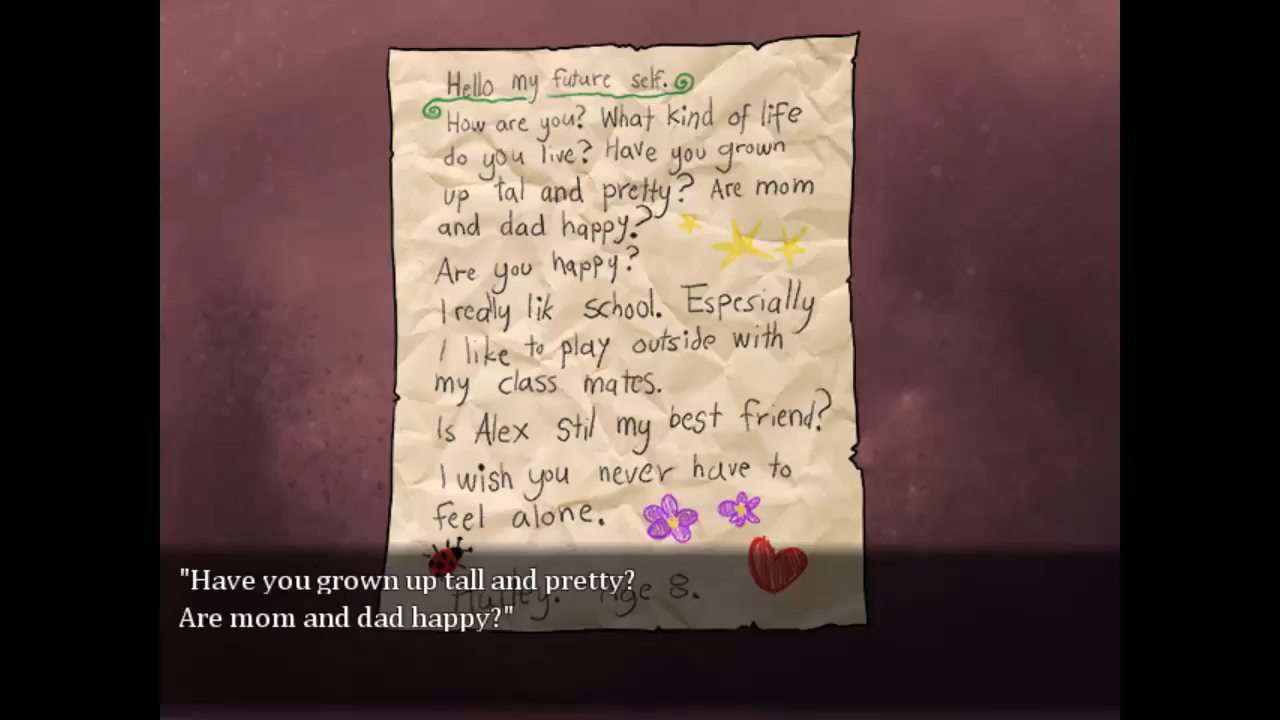 Hello my future self.
How are you? What kind of life
do you live? Have you grown
up tal and pretty? Are mom
and dad happy?
Are you happy?
I really lik school. Espesially
I like to play outside with
my class mates.
Is Alex stil my best friend?
I wish you never have to
feel alone.
Age 8.
"Have you grown up tall and pretty?
Are mom and dad happy?"